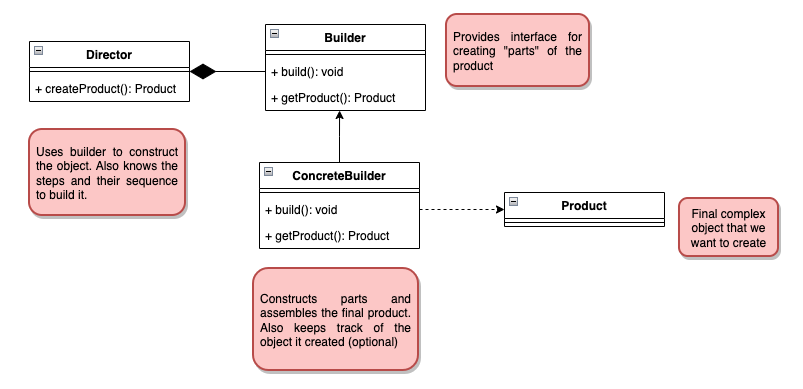 Director
+ createProduct(): Product
Builder
+ build(): void
+ getProduct(): Product
Provides interface for
creating "parts" of the
product
Uses builder to construct
the object. Also knows the
steps and their sequence
to build it.
ConcreteBuilder
+ build(): void
+ getProduct(): Product
Product
Final complex
object that we
want to create
Constructs parts and
assembles the final product.
Also keeps track of the
object it created (optional)